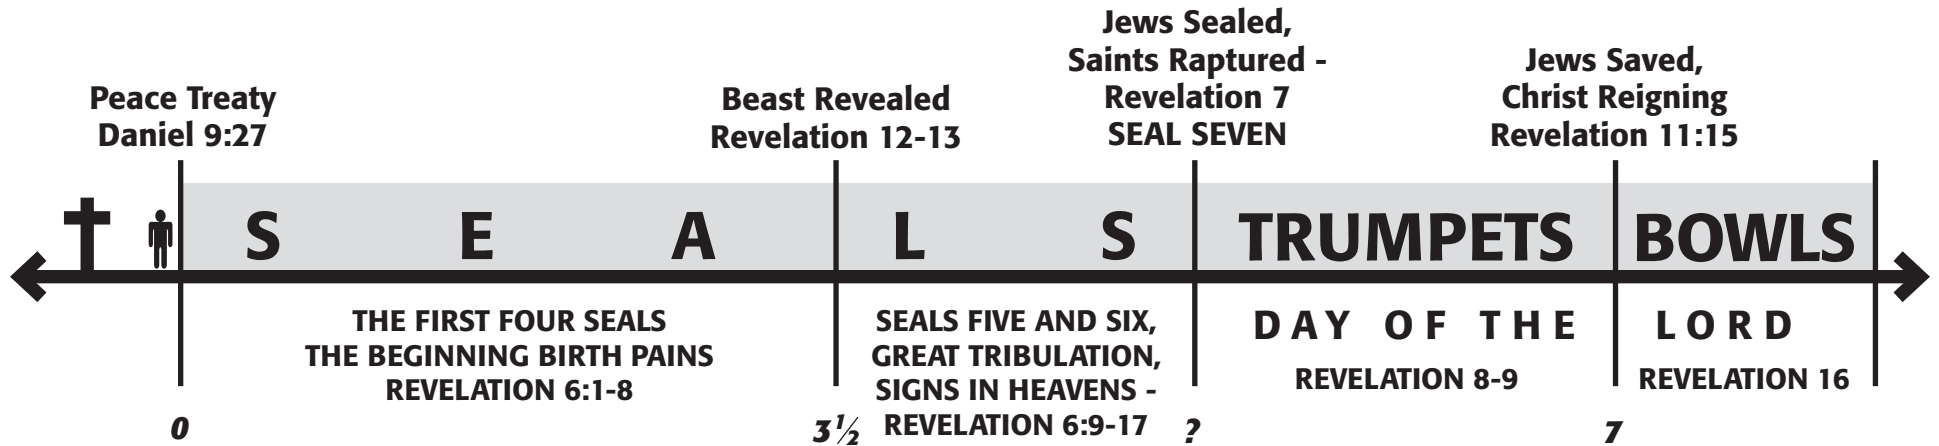 Peace Treaty
Daniel 9:27
Beast Revealed
Revelation 12-13
Jews Sealed,
Saints Raptured -
Revelation 7
SEAL SEVEN
Jews Saved,
Christ Reigning
Revelation 11:15
S E A L S TRUMPETS BOWLS
THE FIRST FOUR SEALS
THE BEGINNING BIRTH PAINS
REVELATION 6:1-8
SEALS FIVE AND SIX,
GREAT TRIBULATION,
SIGNS IN HEAVENS -
REVELATION 6:9-17
DAY OF THE LORD
REVELATION 8-9
REVELATION 16
0 3½ ? 7